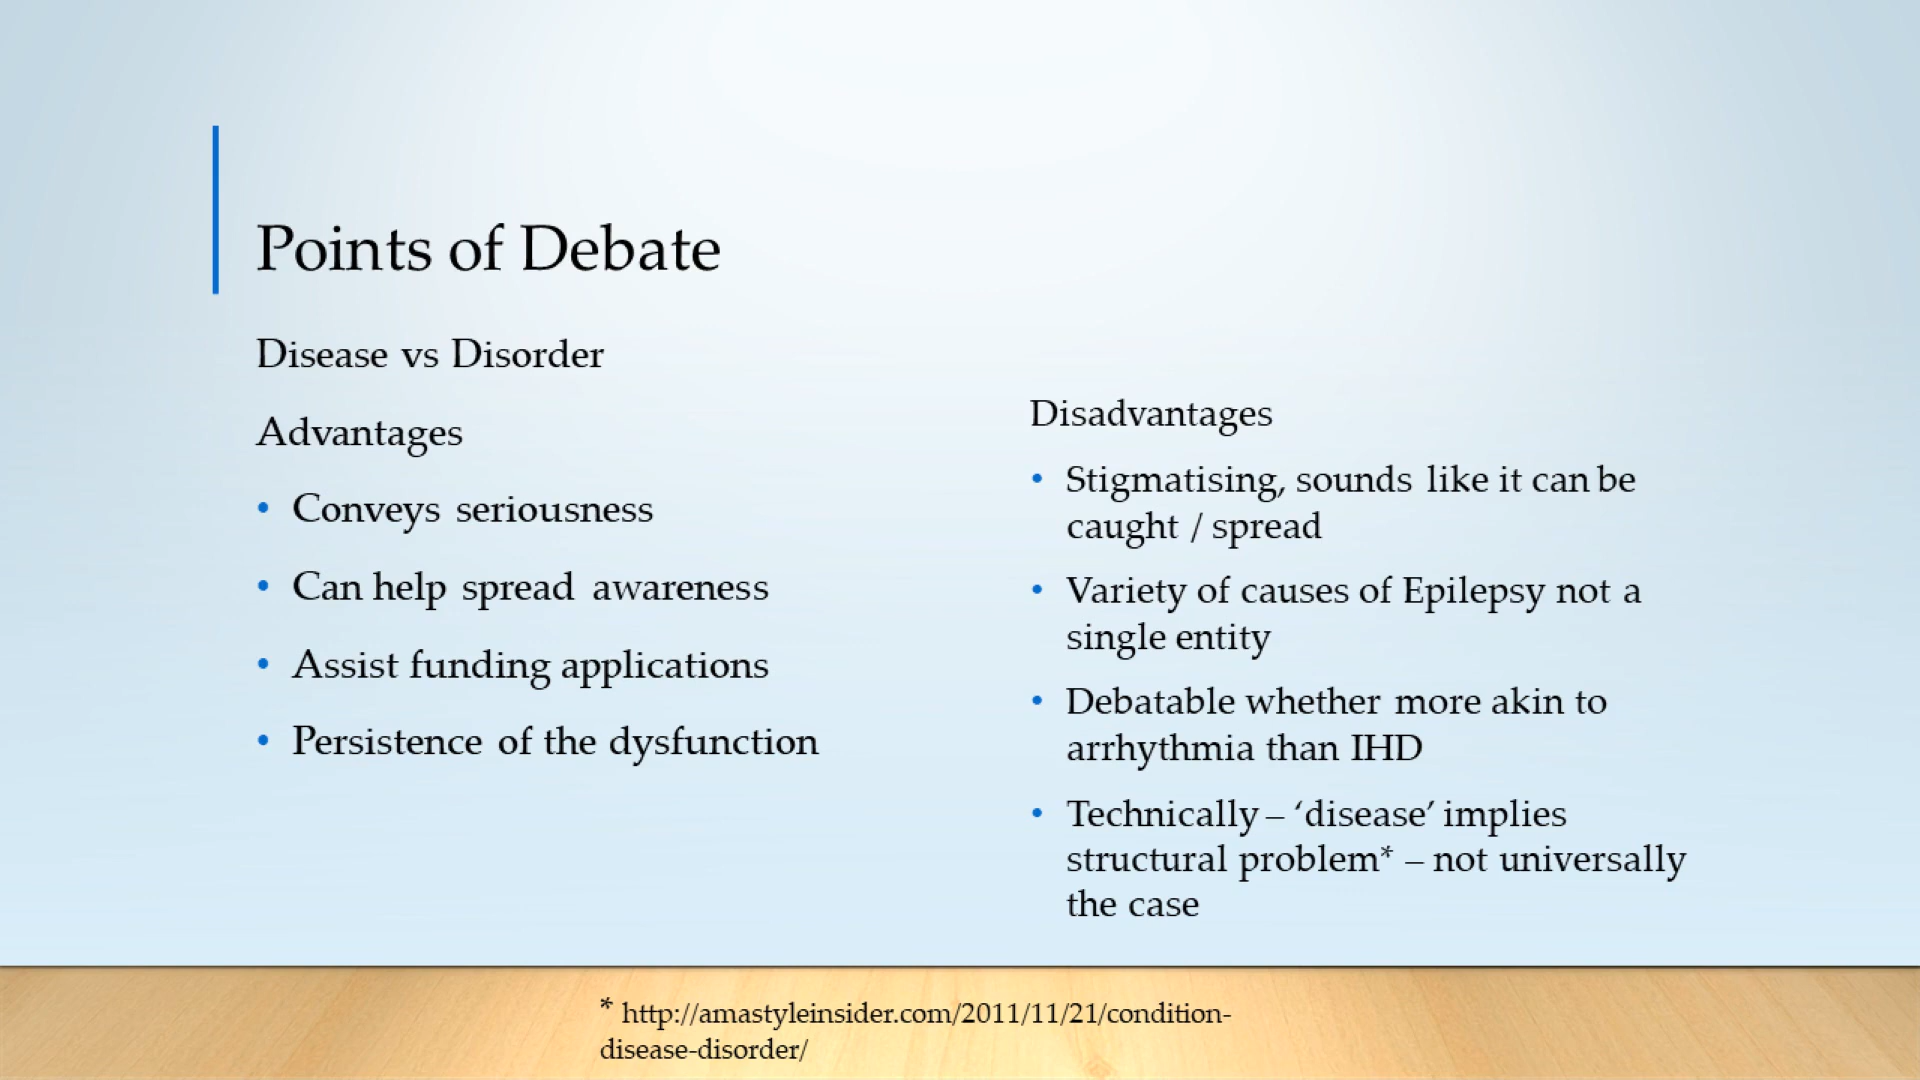 Points of Debate
Disease vs Disorder
Advantages
• Conveys seriousness
• Can help spread awareness
• Assist funding applications
• Persistence of the dysfunction
Disadvantages
• Stigmatising, sounds like it can be
caught / spread
• Variety of causes of Epilepsy not a
single entity
• Debatable whether more akin to
arrhythmia than IHD
• Technically – ‘disease’ implies
structural problem* – not universally
the case
* http://amastyleinsider.com/2011/11/21/condition-
disease-disorder/